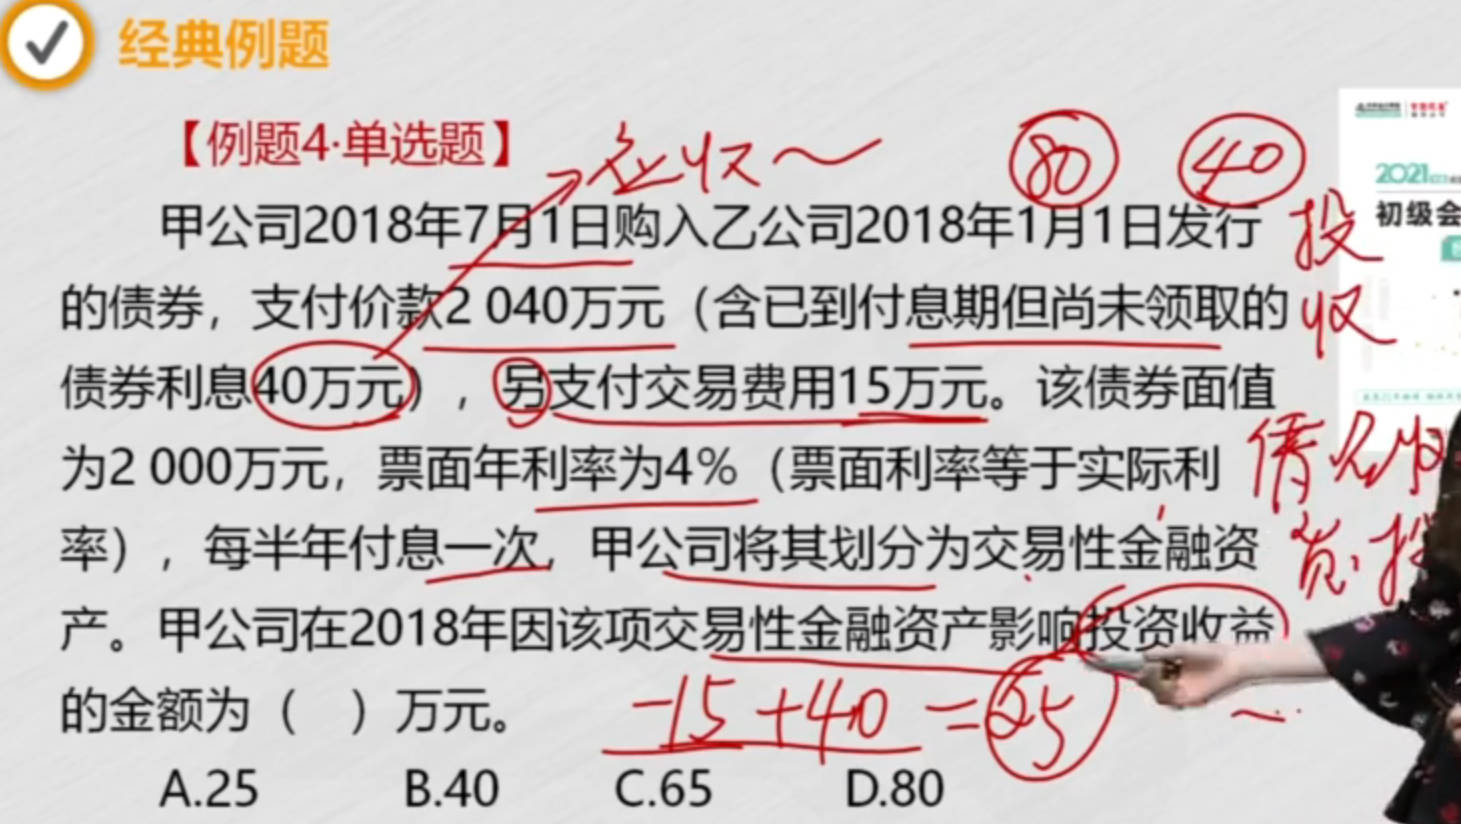 经典例题
【例题4·单选题】
应收
80
40
甲公司2018年7月1日购入乙公司2018年1月1日发行
投
的债券，支付价款2 040万元（含已到付息期但尚未领取的
收
债券利息40万元），另支付交易费用15万元。该债券面值
为2 000万元，票面年利率为4%（票面利率等于实际利
率），每半年付息一次，甲公司将其划分为交易性金融资
产。甲公司在2018年因该项交易性金融资产影响投资收益
的金额为（ ）万元。
-15+40=25
A.25 B.40 C.65 D.80
2021
初级会